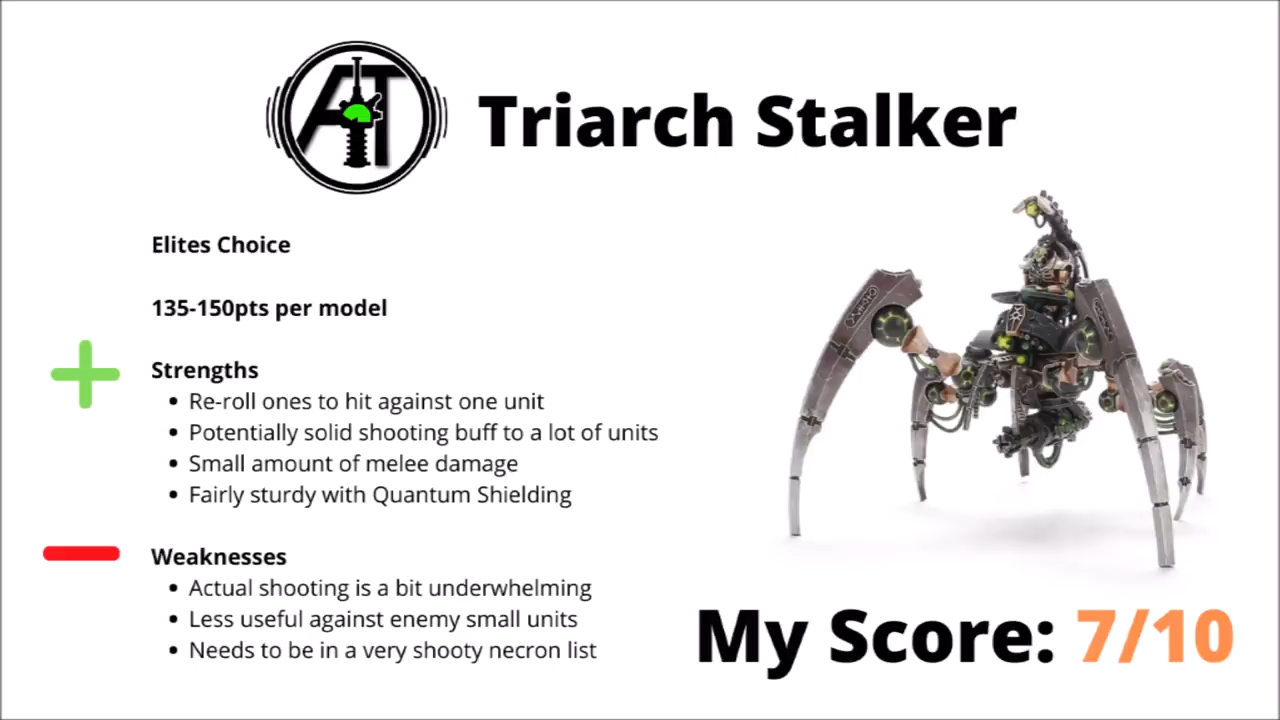 AT
Triarch Stalker
Elites Choice
135-150pts per model
Strengths
• Re-roll ones to hit against one unit
• Potentially solid shooting buff to a lot of units
• Small amount of melee damage
• Fairly sturdy with Quantum Shielding
Weaknesses
• Actual shooting is a bit underwhelming
• Less useful against enemy small units
• Needs to be in a very shooty necron list
My Score: 7/10